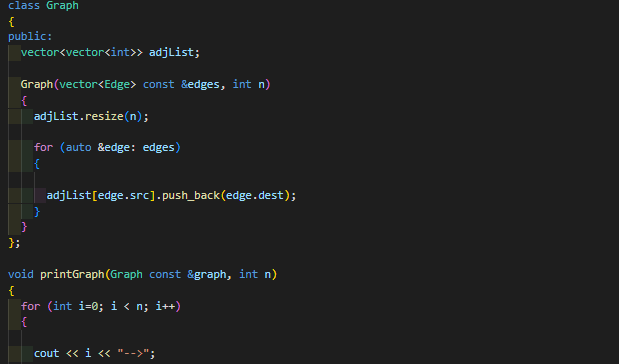 class Graph
{
public:
vector<vector<int>> adjList;
Graph(vector<Edge> const &edges, int n)
{
adjList.resize(n);
for (auto &edge: edges)
{
adjList[edge.src].push_back(edge.dest);
}
}
};
void printGraph(Graph const &graph, int n)
{
for (int i=0; i < n; i++)
{
cout << i << "-->";